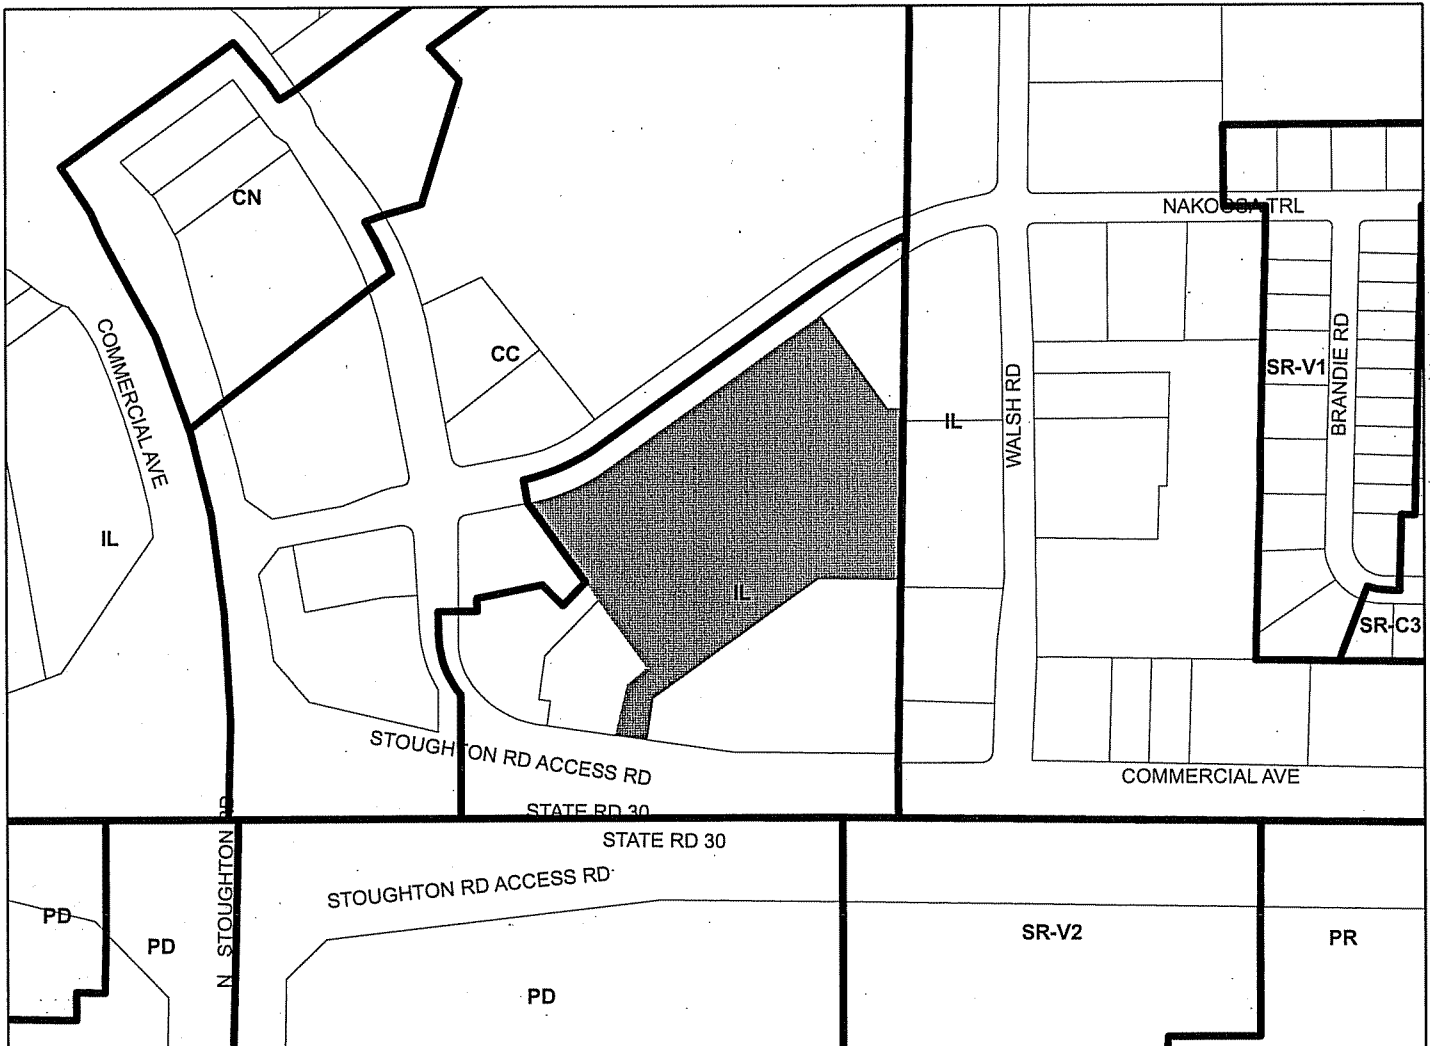 CN
NAKOOSA TRL
COMMERCIAL AVE
CC
SR-V1
BRANDIE RD
WALSH RD
IL
IL
IL
SR-C3
STOUGHTON RD ACCESS RD
COMMERCIAL AVE
STATE RD 30
STATE RD 30
N STOUGHTON RD
STOUGHTON RD ACCESS RD
PD
PD
SR-V2
PR
PD